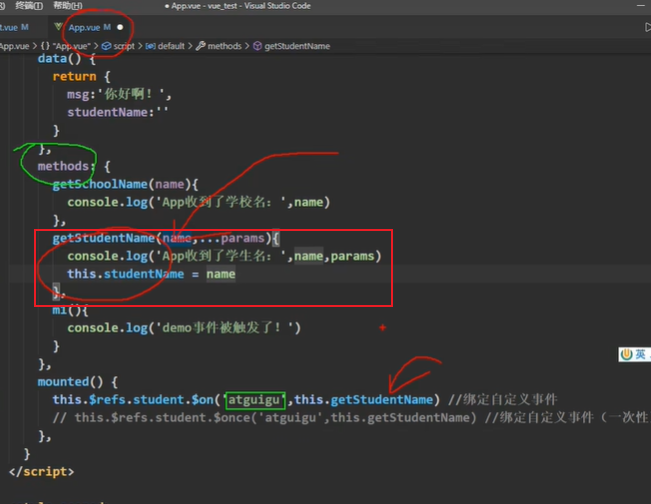 终端(T) 帮助(H)
● App.vue - vue_test - Visual Studio Code
t.vue M
App.vue M ●
App.vue > {} "App.vue" > script > default > methods > getStudentName
data() {
return {
msg:'你好啊！',
studentName:''
}
},
methods: {
getSchoolName(name){
console.log('App收到了学校名：',name)
},
getStudentName(name,...params){
console.log('App收到了学生名：',name,params)
this.studentName = name
},
mi(){
console.log('demo事件被触发了！')
}
},
mounted() {
this.$refs.student.$on('atguigu',this.getStudentName) //绑定自定义事件
// this.$refs.student.$once('atguigu',this.getStudentName) //绑定自定义事件（一次性
},
}
</script>
英